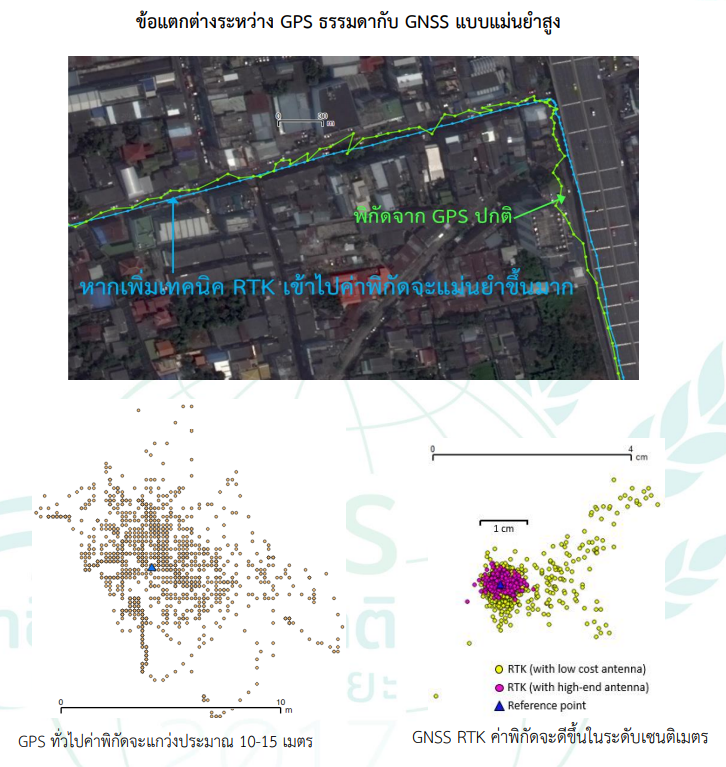 ข้อแตกต่างระหว่าง GPS ธรรมดากับ GNSS แบบแม่นยำสูง
0 80
m
พิกัดจาก GPS ปกติ
หากเพิ่มเทคนิค RTK เข้าไปค่าพิกัดจะแม่นยำขึ้นมาก
0 4
cm
1 cm
RTK (with low cost antenna)
RTK (with high-end antenna)
Reference point
0 10
m
GPS ทั่วไปค่าพิกัดจะแกว่งประมาณ 10-15 เมตร
GNSS RTK ค่าพิกัดจะดีขึ้นในระดับเซนติเมตร